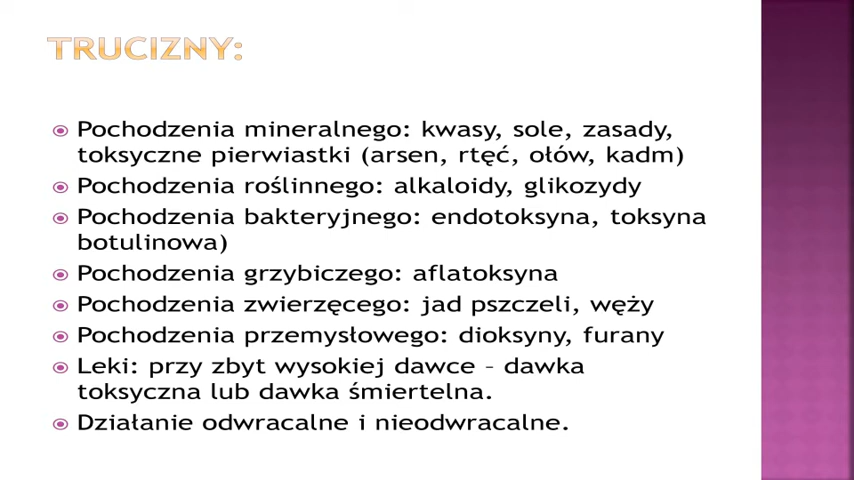 TRUCIZNY:
Pochodzenia mineralnego: kwasy, sole, zasady,
toksyczne pierwiastki (arsen, rtęć, ołów, kadm)
Pochodzenia roślinnego: alkaloidy, glikozydy
Pochodzenia bakteryjnego: endotoksyna, toksyna
botulinowa)
Pochodzenia grzybiczego: aflatoksyna
Pochodzenia zwierzęcego: jad pszczeli, węży
Pochodzenia przemysłowego: dioksyny, furany
Leki: przy zbyt wysokiej dawce – dawka
toksyczna lub dawka śmiertelna.
Działanie odwracalne i nieodwracalne.